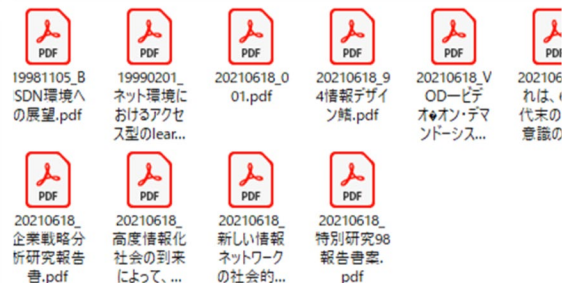 PDF
PDF
PDF
PDF
PDF
PDF
19981105_B
ISDN環境へ
の展望.pdf
19990201_
ネット環境に
おけるアクセ
ス型のlear...
20210618_0
01.pdf
20210618_9
4情報デザイ
ン鰭.pdf
20210618_V
OD―ビデ
オ�オン・デマ
ンドーシス...
202106
れは、
代末の
意識の
PDF
PDF
PDF
PDF
20210618_
企業戦略分
析研究報告
書.pdf
20210618_
高度情報化
社会の到来
によって、...
20210618_
新しい情報
ネットワーク
の社会的...
20210618_
特別研究98
報告書案.
pdf